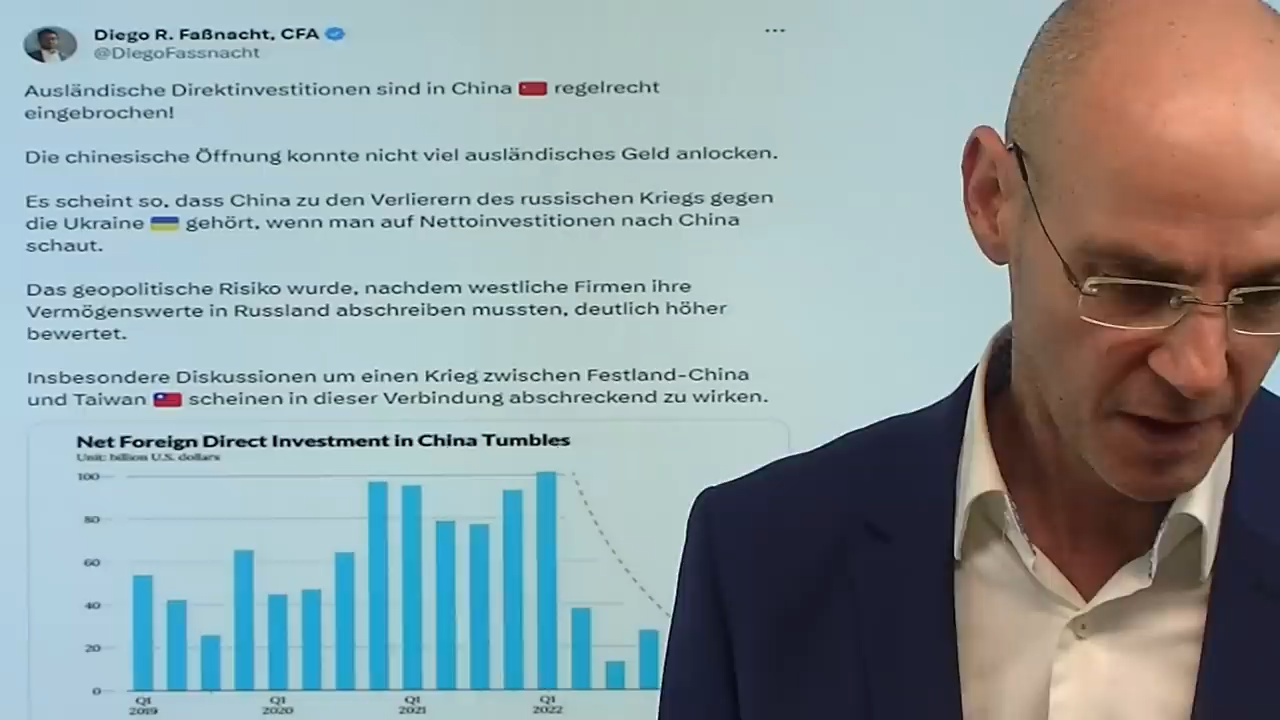 Diego R. Faßnacht, CFA
@DiegoFassnacht
Ausländische Direktinvestitionen sind in China 🇨🇳 regelrecht
eingebrochen!
Die chinesische Öffnung konnte nicht viel ausländisches Geld anlocken.
Es scheint so, dass China zu den Verlierern des russischen Kriegs gegen
die Ukraine 🇺🇦 gehört, wenn man auf Nettoinvestitionen nach China
schaut.
Das geopolitische Risiko wurde, nachdem westliche Firmen ihre
Vermögenswerte in Russland abschreiben mussten, deutlich höher
bewertet.
Insbesondere Diskussionen um einen Krieg zwischen Festland-China
und Taiwan 🇹🇼 scheinen in dieser Verbindung abschreckend zu wirken.
Net Foreign Direct Investment in China Tumbles
Unit: billion U.S. dollars
100
80
60
40
20
0
Q1 Q1 Q1 Q1
2019 2020 2021 2022